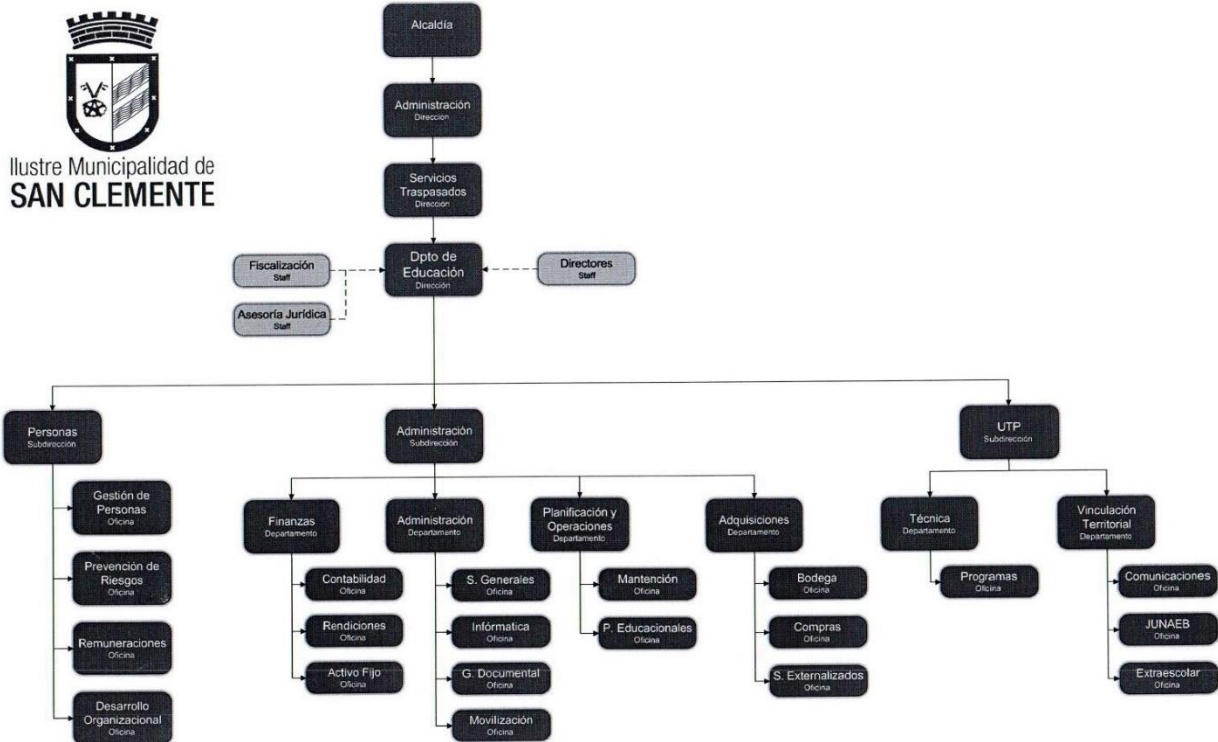 Ilustre Municipalidad de
SAN CLEMENTE
Alcaldía
Administración
Dirección
Servicios
Traspasados
Dirección
Dpto de
Educación
Dirección
Fiscalización
Staff
Asesoría Jurídica
Staff
Directores
Staff
Personas
Subdirección
Gestión de
Personas
Oficina
Prevención de
Riesgos
Oficina
Remuneraciones
Oficina
Desarrollo
Organizacional
Oficina
Administración
Subdirección
Finanzas
Departamento
Contabilidad
Oficina
Rendiciones
Oficina
Activo Fijo
Oficina
Administración
Departamento
S. Generales
Oficina
Infórmatica
Oficina
G. Documental
Oficina
Movilización
Oficina
Planificación y
Operaciones
Departamento
Mantención
Oficina
P. Educacionales
Oficina
Adquisiciones
Departamento
Bodega
Oficina
Compras
Oficina
S. Externalizados
Oficina
UTP
Subdirección
Técnica
Departamento
Programas
Oficina
Vinculación
Territorial
Departamento
Comunicaciones
Oficina
JUNAEB
Oficina
Extraescolar
Oficina